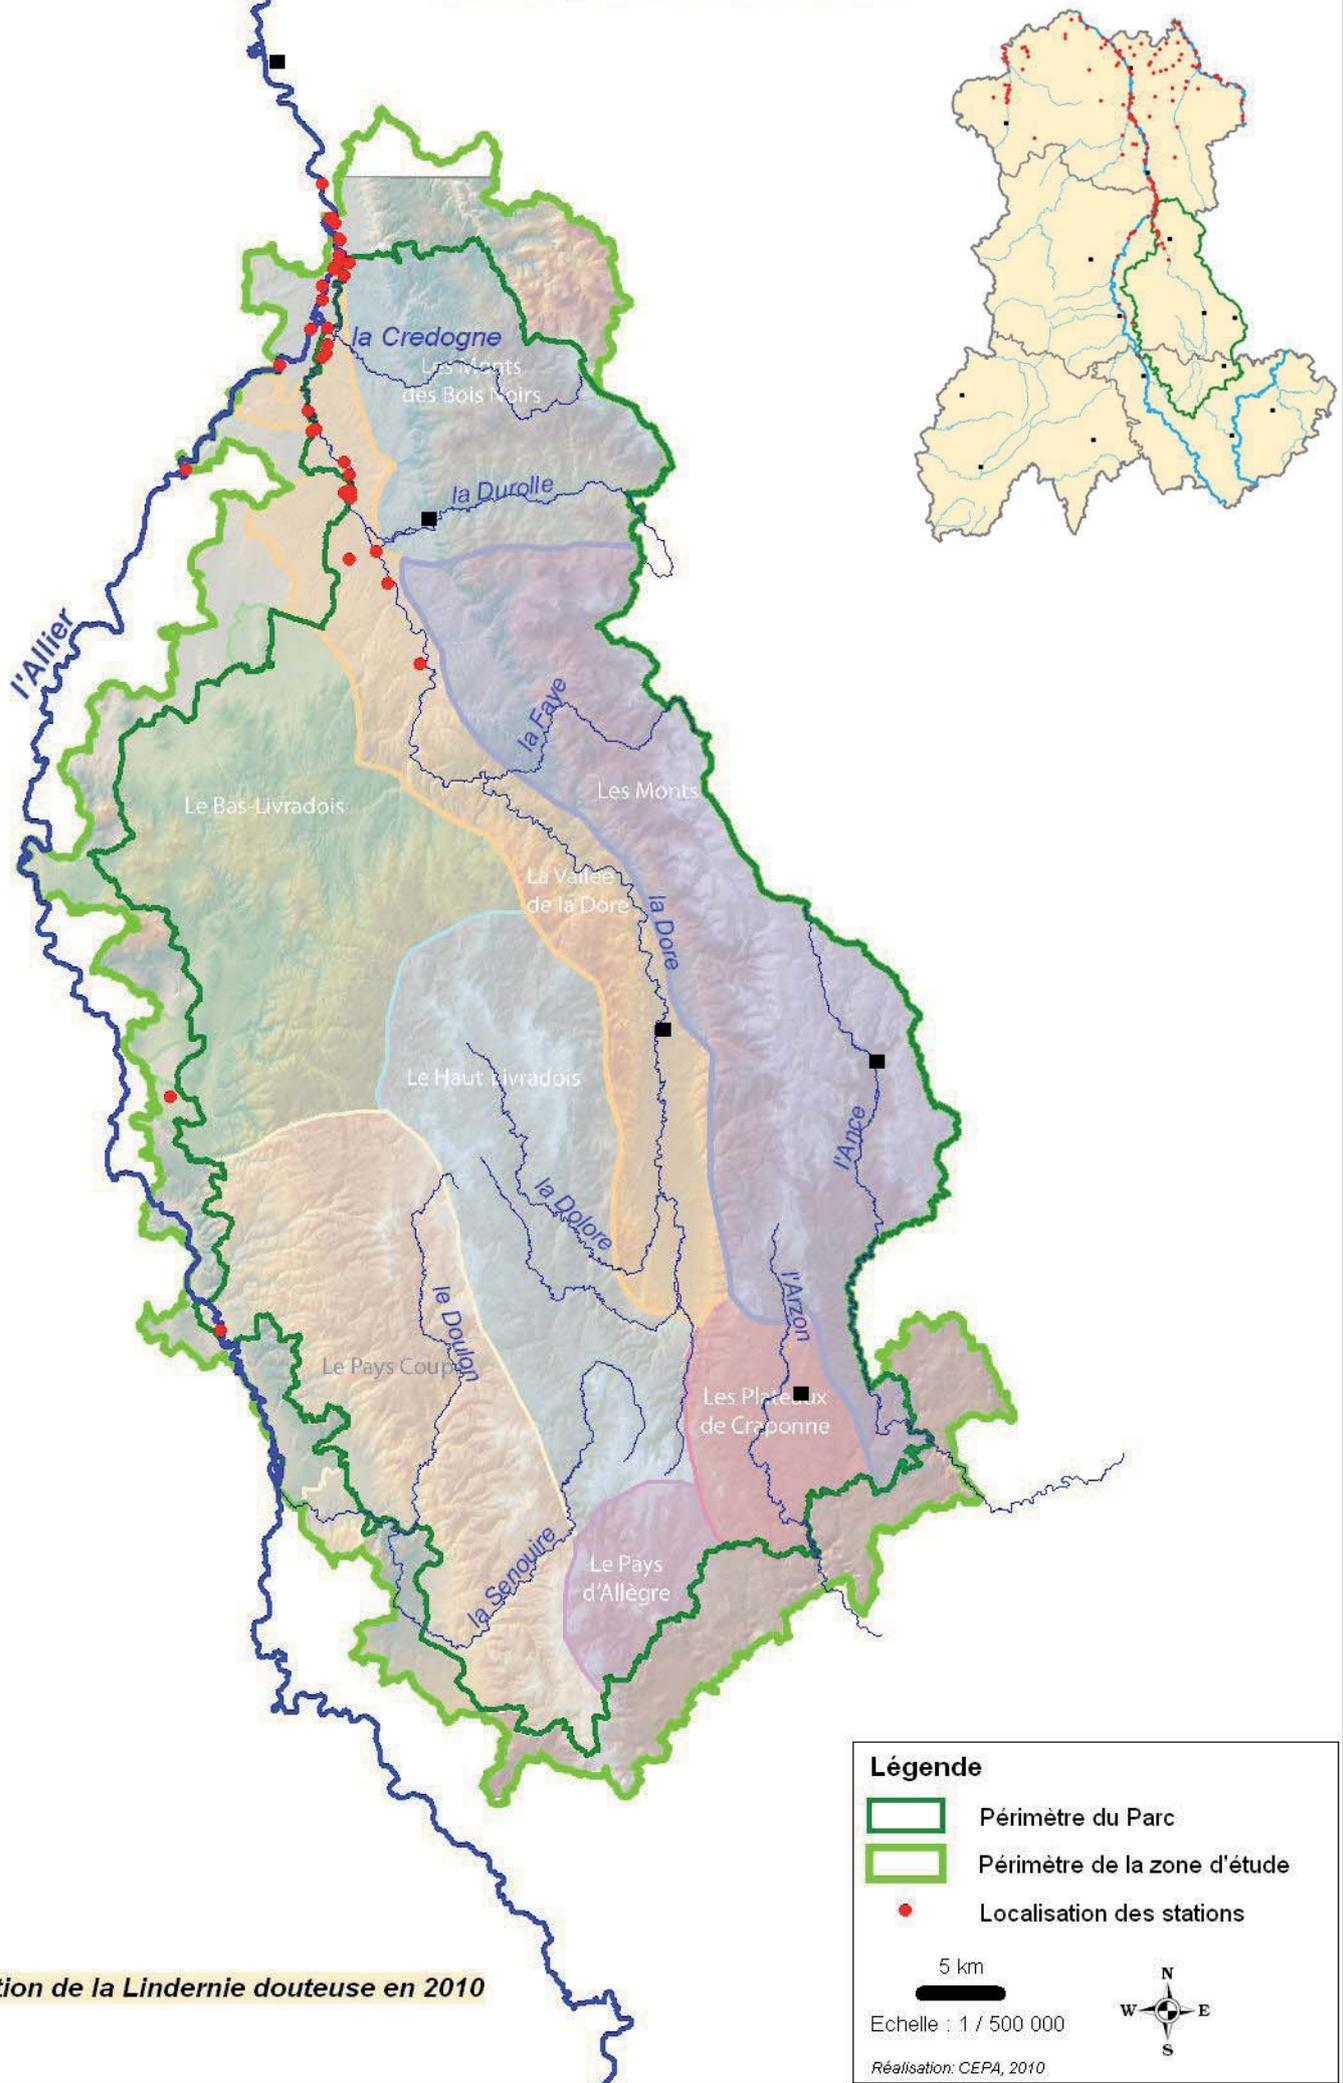 la Credogne
Les Monts
des Bois Noirs
la Durolle
l'Allier
la Faye
Les Monts
Le Bas-Livradois
La Vallée
de la Dore
la Dore
Le Haut Livradois
l'Ance
la Dolore
l'Arzon
le Doulon
Le Pays Coupé
Les Plateaux
de Craponne
la Senouire
Le Pays
d'Allègre
Légende
Périmètre du Parc
Périmètre de la zone d'étude
Localisation des stations
5 km
N
W E
S
Echelle : 1 / 500 000
Réalisation: CEPA, 2010
tion de la Lindernie douteuse en 2010